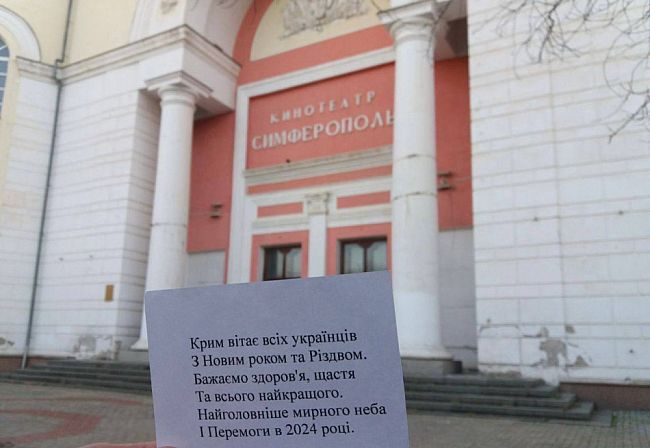 КИНОТЕАТР
СИМФЕРОПОЛЬ
Крим вітає всіх українців
З Новим роком та Різдвом.
Бажаємо здоров'я, щастя
Та всього найкращого.
Найголовніше мирного неба
І Перемоги в 2024 році.